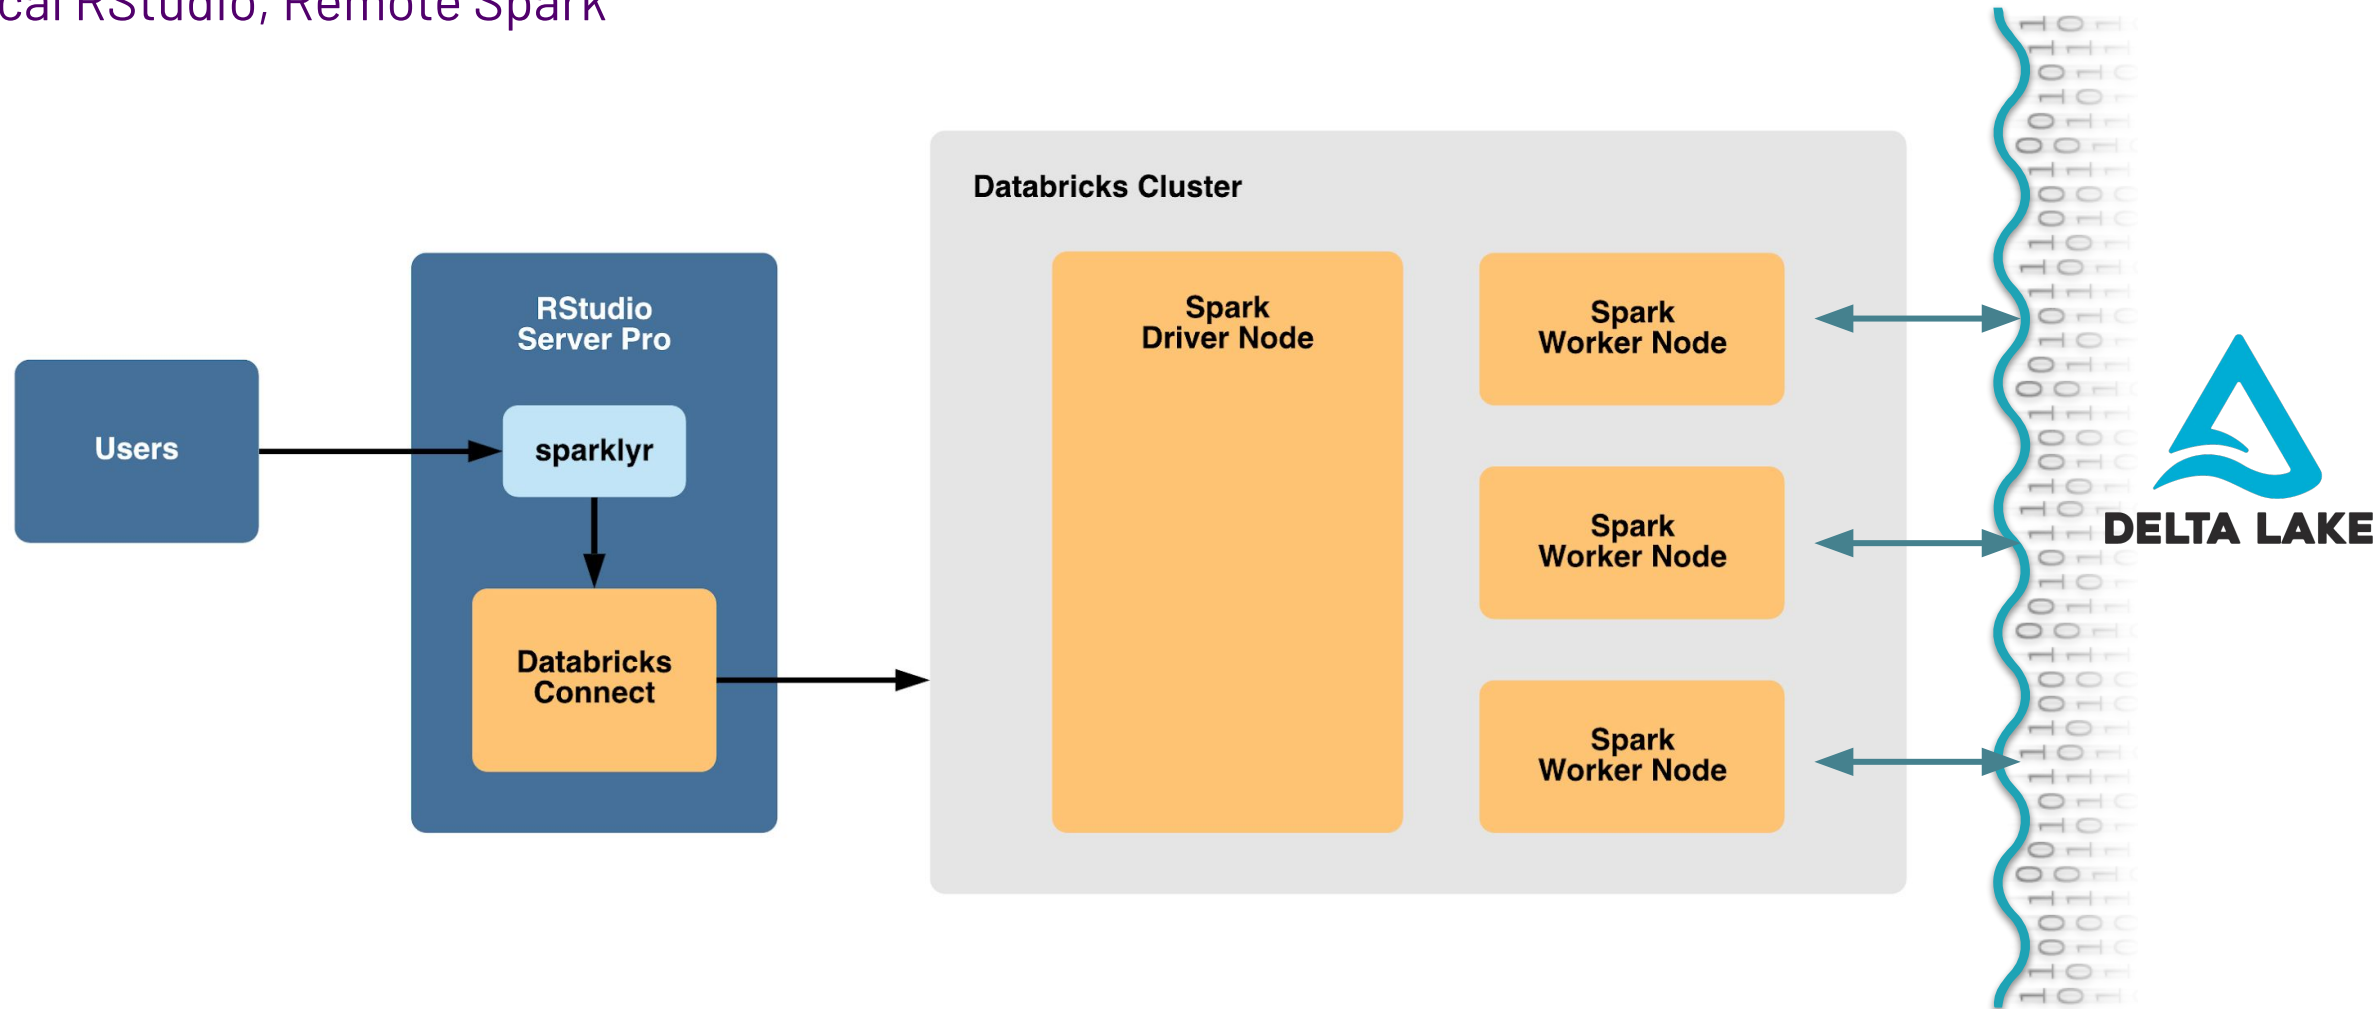 cal RStudio, Remote Spark
Databricks Cluster
RStudio
Server Pro
Spark
Driver Node
Spark
Worker Node
Users
sparklyr
Spark
Worker Node
DELTA LAKE
Databricks
Connect
Spark
Worker Node